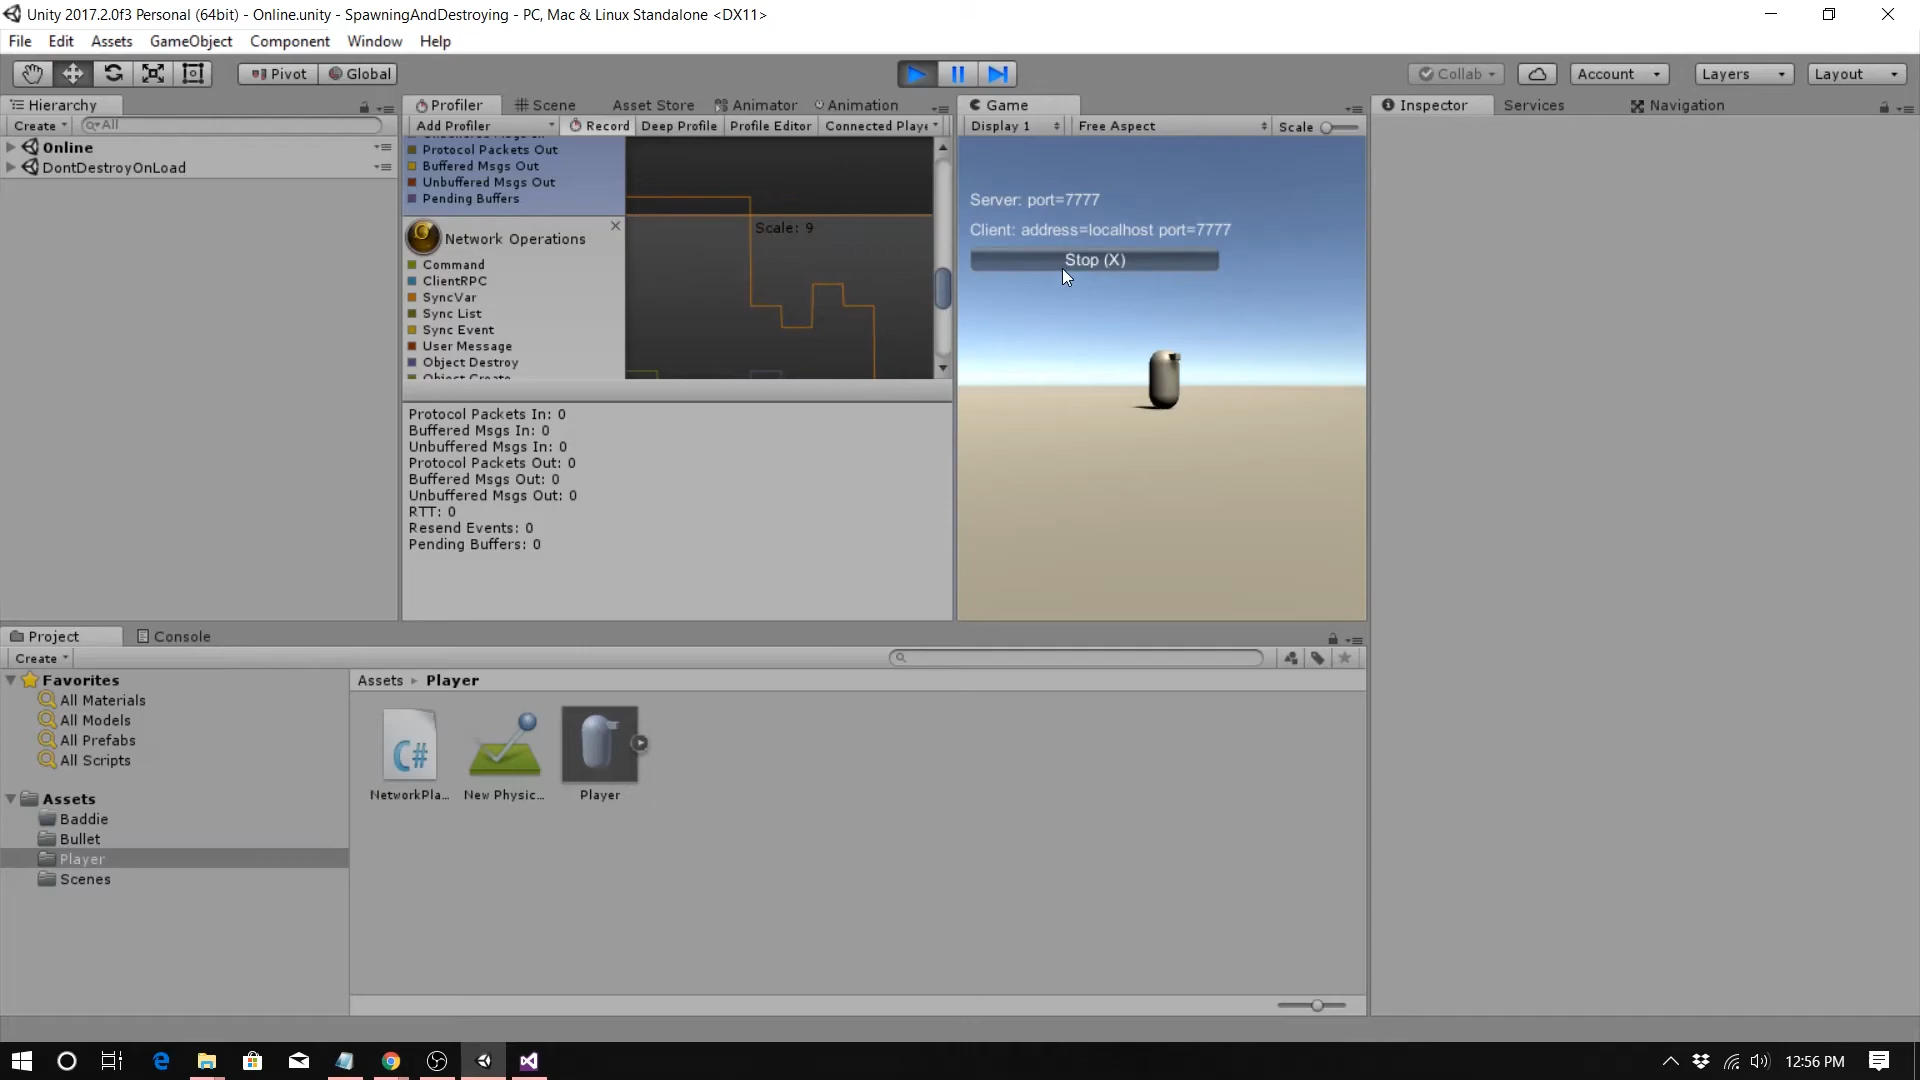 Unity 2017.2.0f3 Personal (64bit) - Online.unity - SpawningAndDestroying - PC, Mac & Linux Standalone <DX11>
File Edit Assets GameObject Component Window Help
Pivot Global Collab Account Layers Layout
Hierarchy Profiler Scene Asset Store Animator Animation Game Inspector Services Navigation
Create All Add Profiler Record Deep Profile Profile Editor Connected Playe Display 1 Free Aspect Scale
Online
DontDestroyOnLoad
Protocol Packets Out
Buffered Msgs Out
Unbuffered Msgs Out
Pending Buffers
Network Operations
Command
ClientRPC
SyncVar
Sync List
Sync Event
User Message
Object Destroy
Scale: 9
Protocol Packets In: 0
Buffered Msgs In: 0
Unbuffered Msgs In: 0
Protocol Packets Out: 0
Buffered Msgs Out: 0
Unbuffered Msgs Out: 0
RTT: 0
Resend Events: 0
Pending Buffers: 0
Server: port=7777
Client: address=localhost port=7777
Stop (X)
Project Console
Create
Favorites
All Materials
All Models
All Prefabs
All Scripts
Assets
Baddie
Bullet
Player
Scenes
Assets Player
C#
NetworkPla... New Physic... Player
12:56 PM